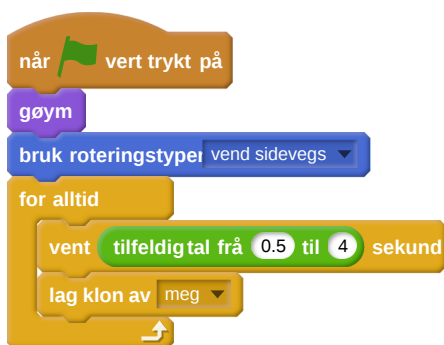 når vert trykt på
gøym
bruk roteringstypen vend sidevegs
for alltid
vent tilfeldig tal frå 0.5 til 4 sekund
lag klon av meg